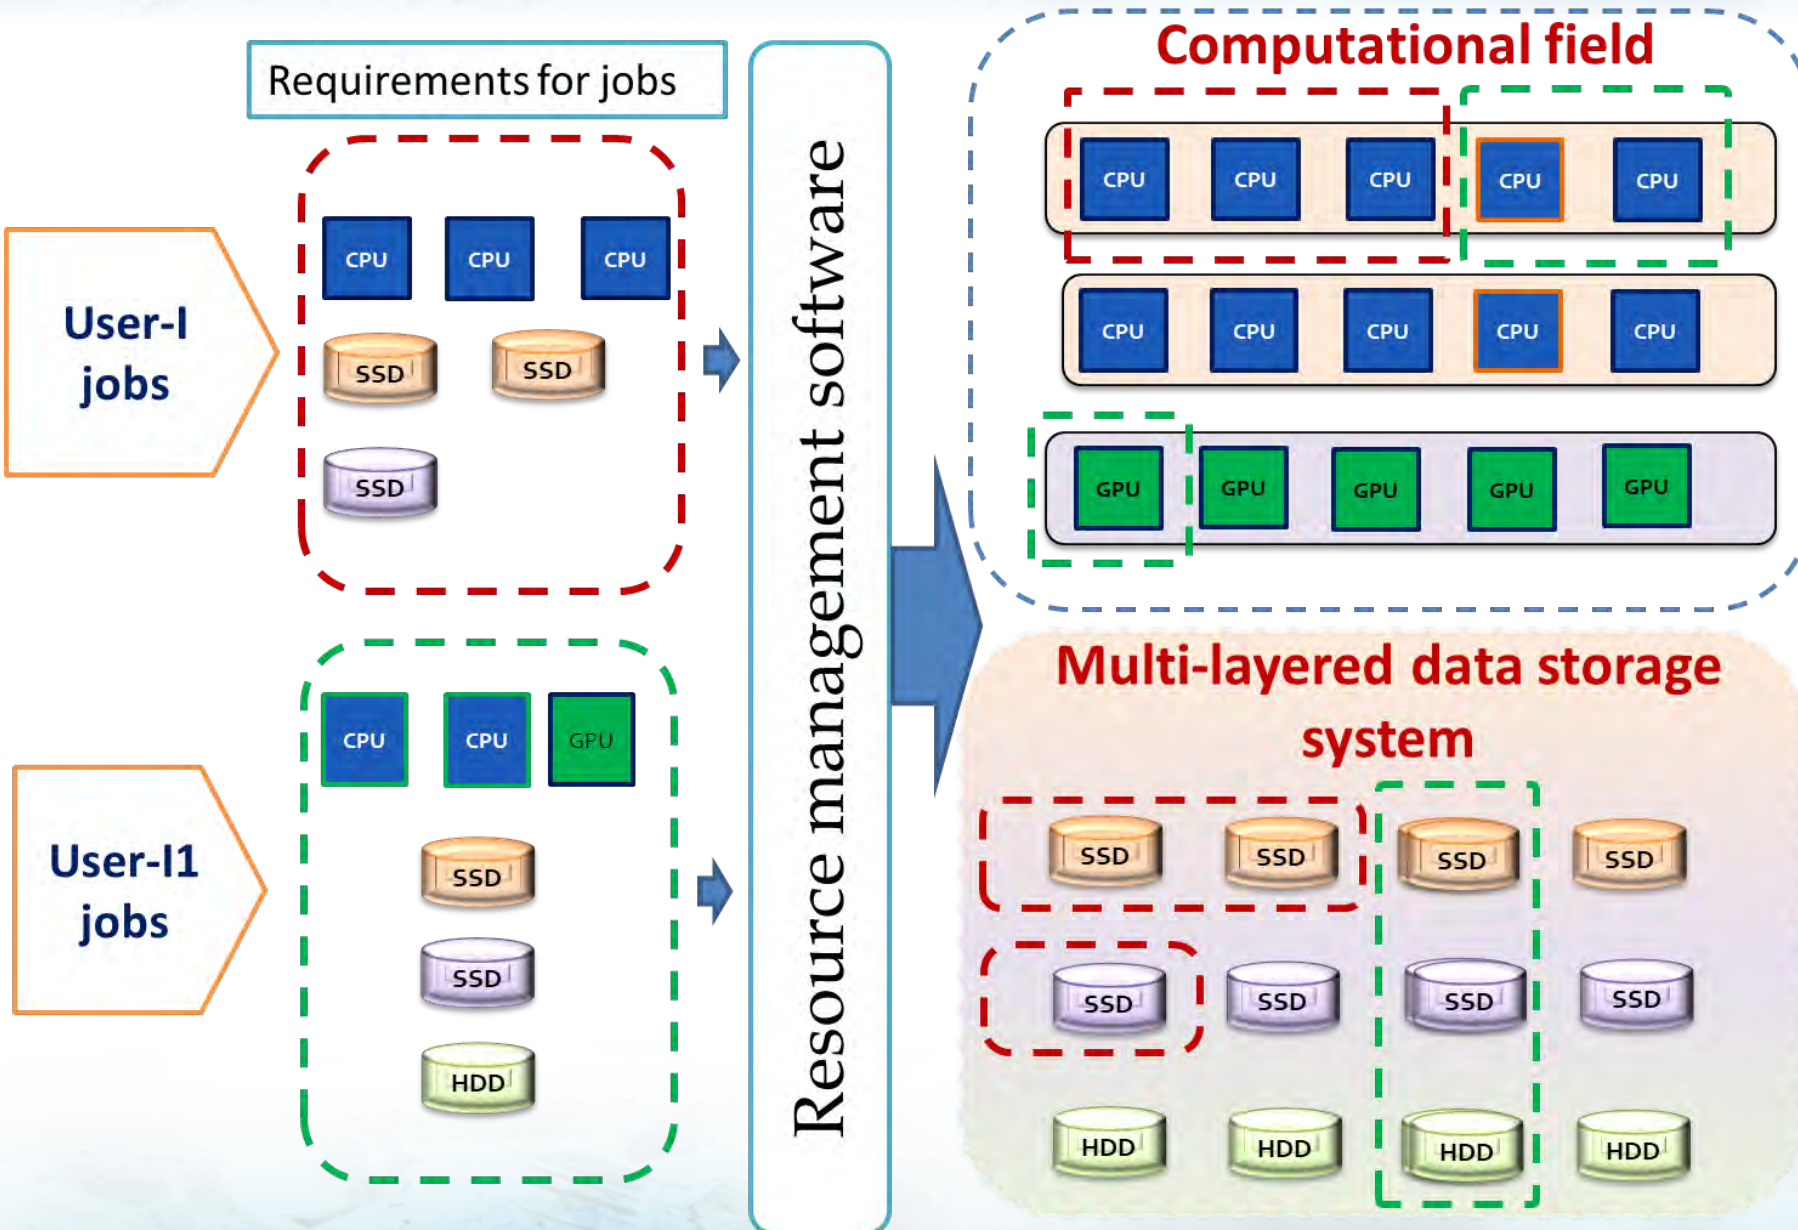 Requirements for jobs
User-I
jobs
CPU CPU CPU
SSD SSD
SSD
User-I1
jobs
CPU CPU GPU
SSD
SSD
HDD
Resource management software
Computational field
CPU CPU CPU CPU CPU
CPU CPU CPU CPU CPU
GPU GPU GPU GPU GPU
Multi-layered data storage
system
SSD SSD SSD SSD
SSD SSD SSD SSD
HDD HDD HDD HDD